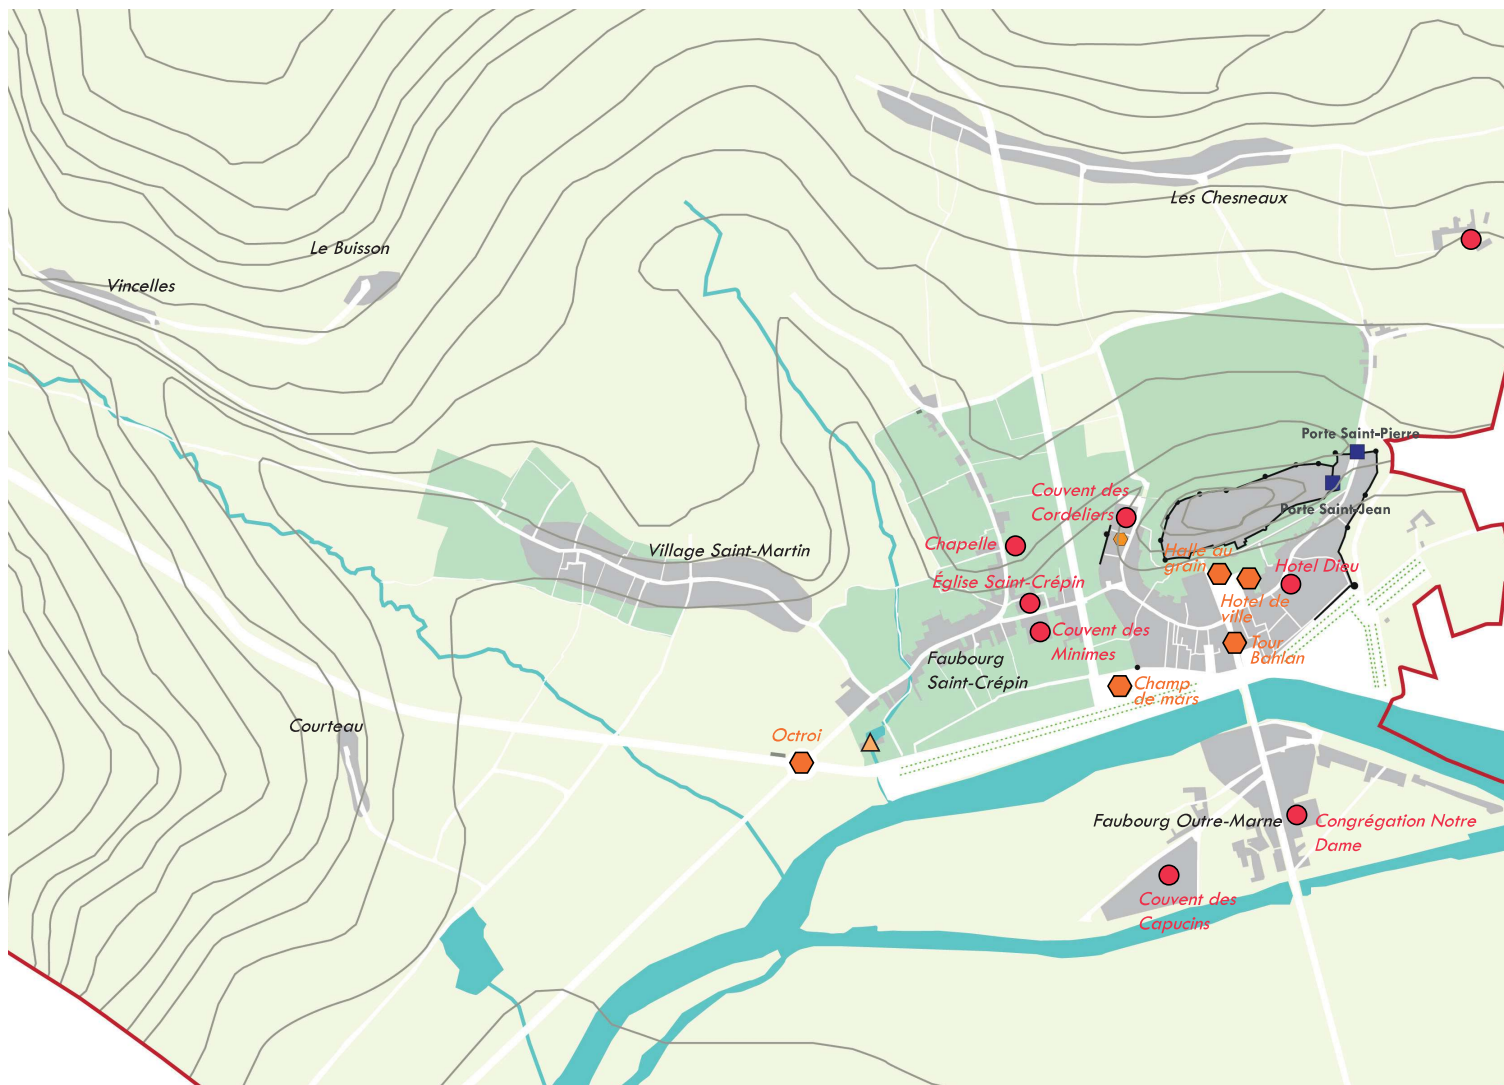 Les Chesneaux
Le Buisson
Vincelles
Porte Saint-Pierre
Couvent des
Cordeliers
Porte Saint-Jean
Chapelle
Village Saint-Martin
Halle au
grain
Hotel Dieu
Église Saint-Crépin
Hotel de
ville
Couvent des
Minimes
Tour
Bahlan
Faubourg
Saint-Crépin
Champ
de mars
Courteau
Octroi
Faubourg Outre-Marne
Congrégation Notre
Dame
Couvent des
Capucins